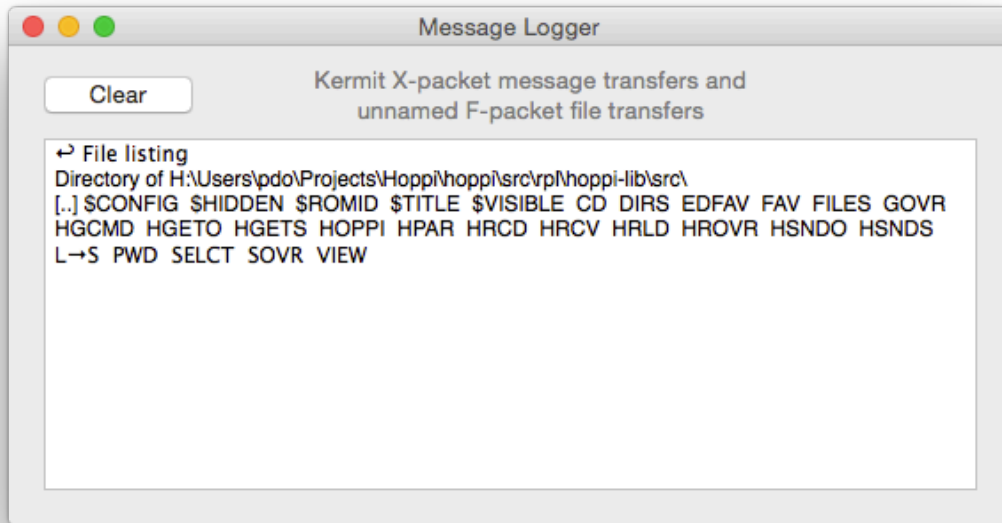 Message Logger
Clear
Kermit X-packet message transfers and
unnamed F-packet file transfers
↩ File listing
Directory of H:\Users\pdo\Projects\Hoppi\hoppi\src\rpl\hoppi-lib\src\
[..] $CONFIG $HIDDEN $ROMID $TITLE $VISIBLE CD DIRS EDFAV FAV FILES GOVR
HGCMD HGETO HGETS HOPPI HPAR HRCD HRCV HRLD HROVR HSNDO HSNDS
L→S PWD SELCT SOVR VIEW